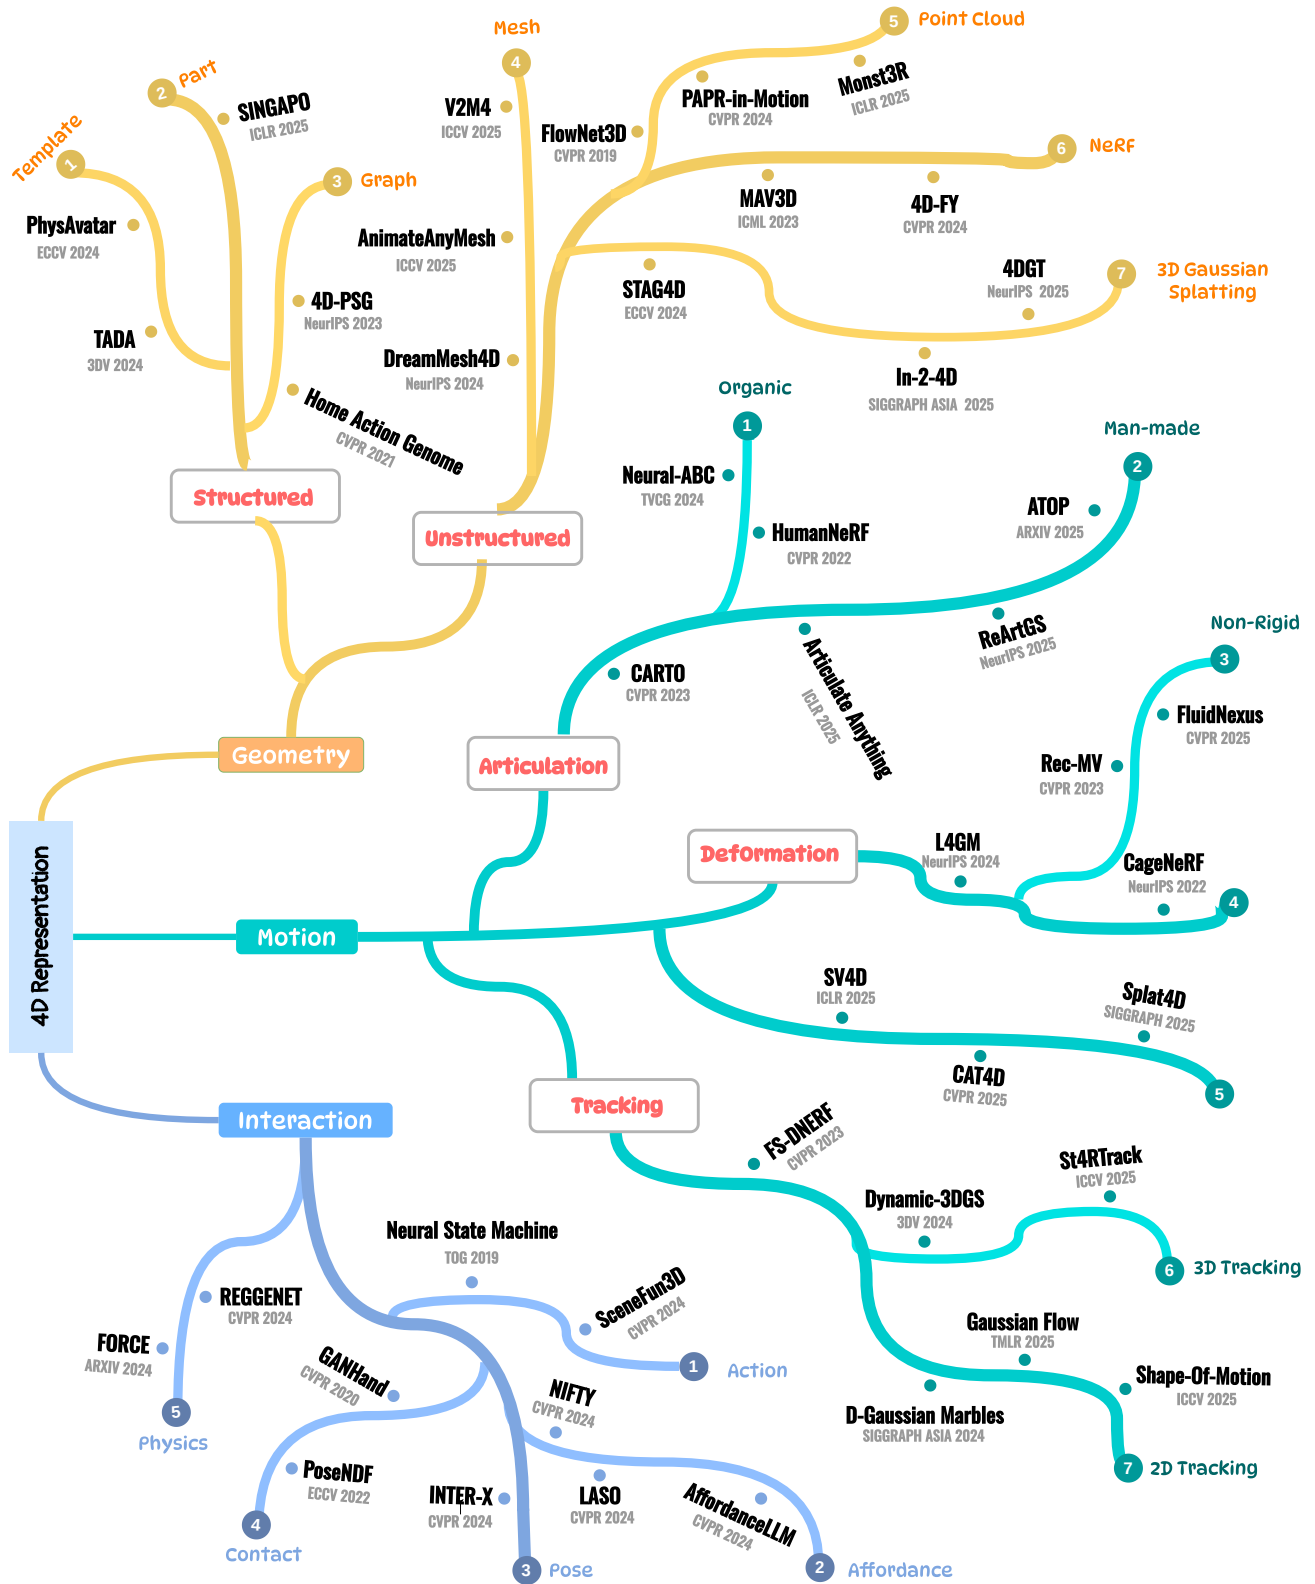 Mesh
4
5
Point Cloud
2
Part
SINGAPO
ICLR 2025
V2M4
ICCV 2025
FlowNet3D
CVPR 2019
PAPR-in-Motion
CVPR 2024
Monst3R
ICLR 2025
Template
1
3
Graph
6
NeRF
PhysAvatar
ECCV 2024
AnimateAnyMesh
ICCV 2025
MAV3D
ICML 2023
4D-FY
CVPR 2024
4D-PSG
NeurIPS 2023
STAG4D
ECCV 2024
4DGT
NeurIPS 2025
7
3D Gaussian
Splatting
TADA
3DV 2024
DreamMesh4D
NeurIPS 2024
In-2-4D
SIGGRAPH ASIA 2025
Home Action Genome
CVPR 2021
Structured
Unstructured
Organic
1
Man-made
2
Neural-ABC
TVCG 2024
HumanNeRF
CVPR 2022
ATOP
ARXIV 2025
CARTO
CVPR 2023
Articulate Anything
ICLR 2025
ReArtGS
NeurIPS 2025
Non-Rigid
3
FluidNexus
CVPR 2025
Rec-MV
CVPR 2023
Geometry
Articulation
Deformation
L4GM
NeurIPS 2024
CageNeRF
NeurIPS 2022
4
4D Representation
Motion
SV4D
ICLR 2025
Splat4D
SIGGRAPH 2025
CAT4D
CVPR 2025
5
Interaction
Tracking
FS-DNERF
CVPR 2023
Dynamic-3DGS
3DV 2024
St4RTrack
ICCV 2025
6
3D Tracking
Neural State Machine
TOG 2019
SceneFun3D
CVPR 2024
REGGENET
CVPR 2024
FORCE
ARXIV 2024
GANHand
CVPR 2020
1
Action
Gaussian Flow
TMLR 2025
Shape-Of-Motion
ICCV 2025
5
Physics
NIFTY
CVPR 2024
D-Gaussian Marbles
SIGGRAPH ASIA 2024
7
2D Tracking
PoseNDF
ECCV 2022
INTER-X
CVPR 2024
LASO
CVPR 2024
AffordanceLLM
CVPR 2024
4
Contact
3
Pose
2
Affordance